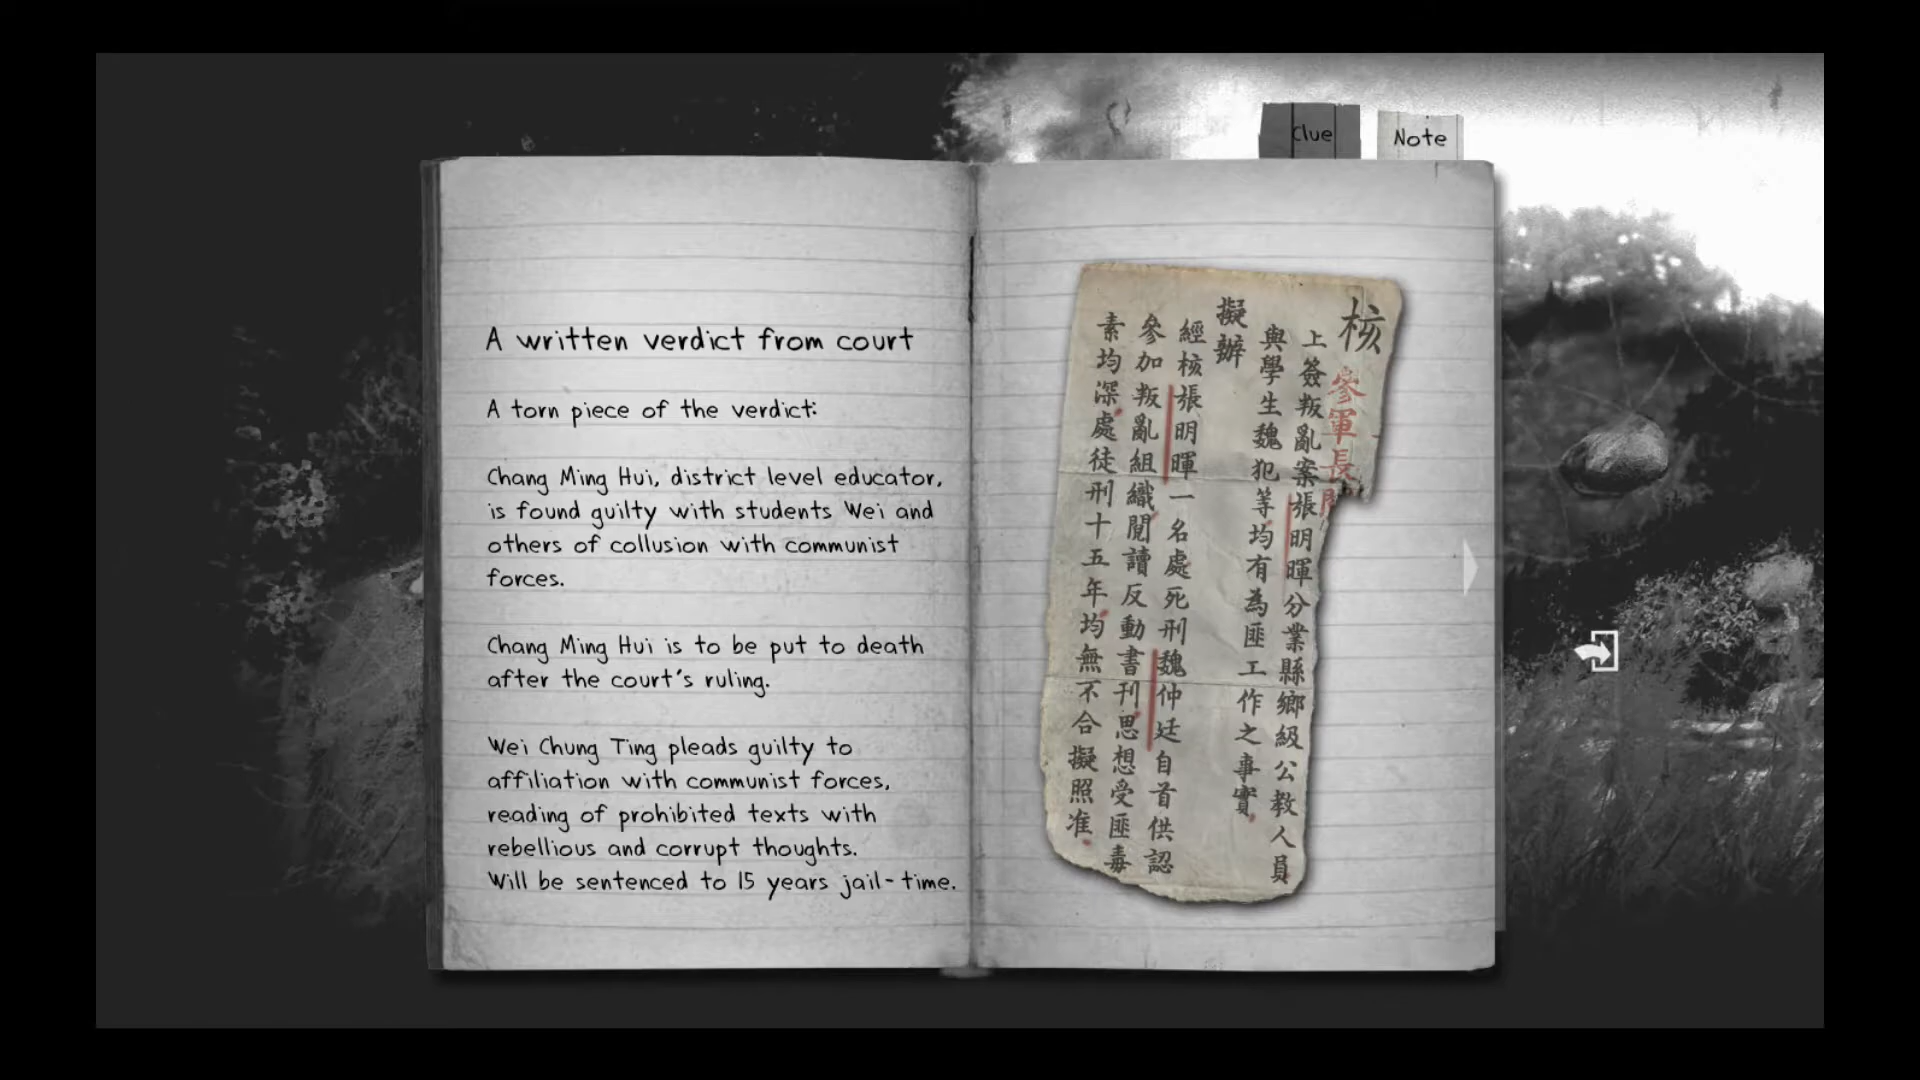 Clue
Note
A written verdict from court
A torn piece of the verdict:
Chang Ming Hui, district level educator,
is found guilty with students Wei and
others of collusion with communist
forces.
Chang Ming Hui is to be put to death
after the court's ruling.
Wei Chung Ting pleads guilty to
affiliation with communist forces,
reading of prohibited texts with
rebellious and corrupt thoughts.
Will be sentenced to 15 years jail-time.
核
參軍長
上簽叛亂案張明暉分業縣鄉級公教人員
與學生魏犯等均有為匪工作之事實
擬辦
經核張明暉一名處死刑魏仲廷自首供認
參加叛亂組織閱讀反動書刊思想受匪毒
素均深處徒刑十五年均無不合擬照准